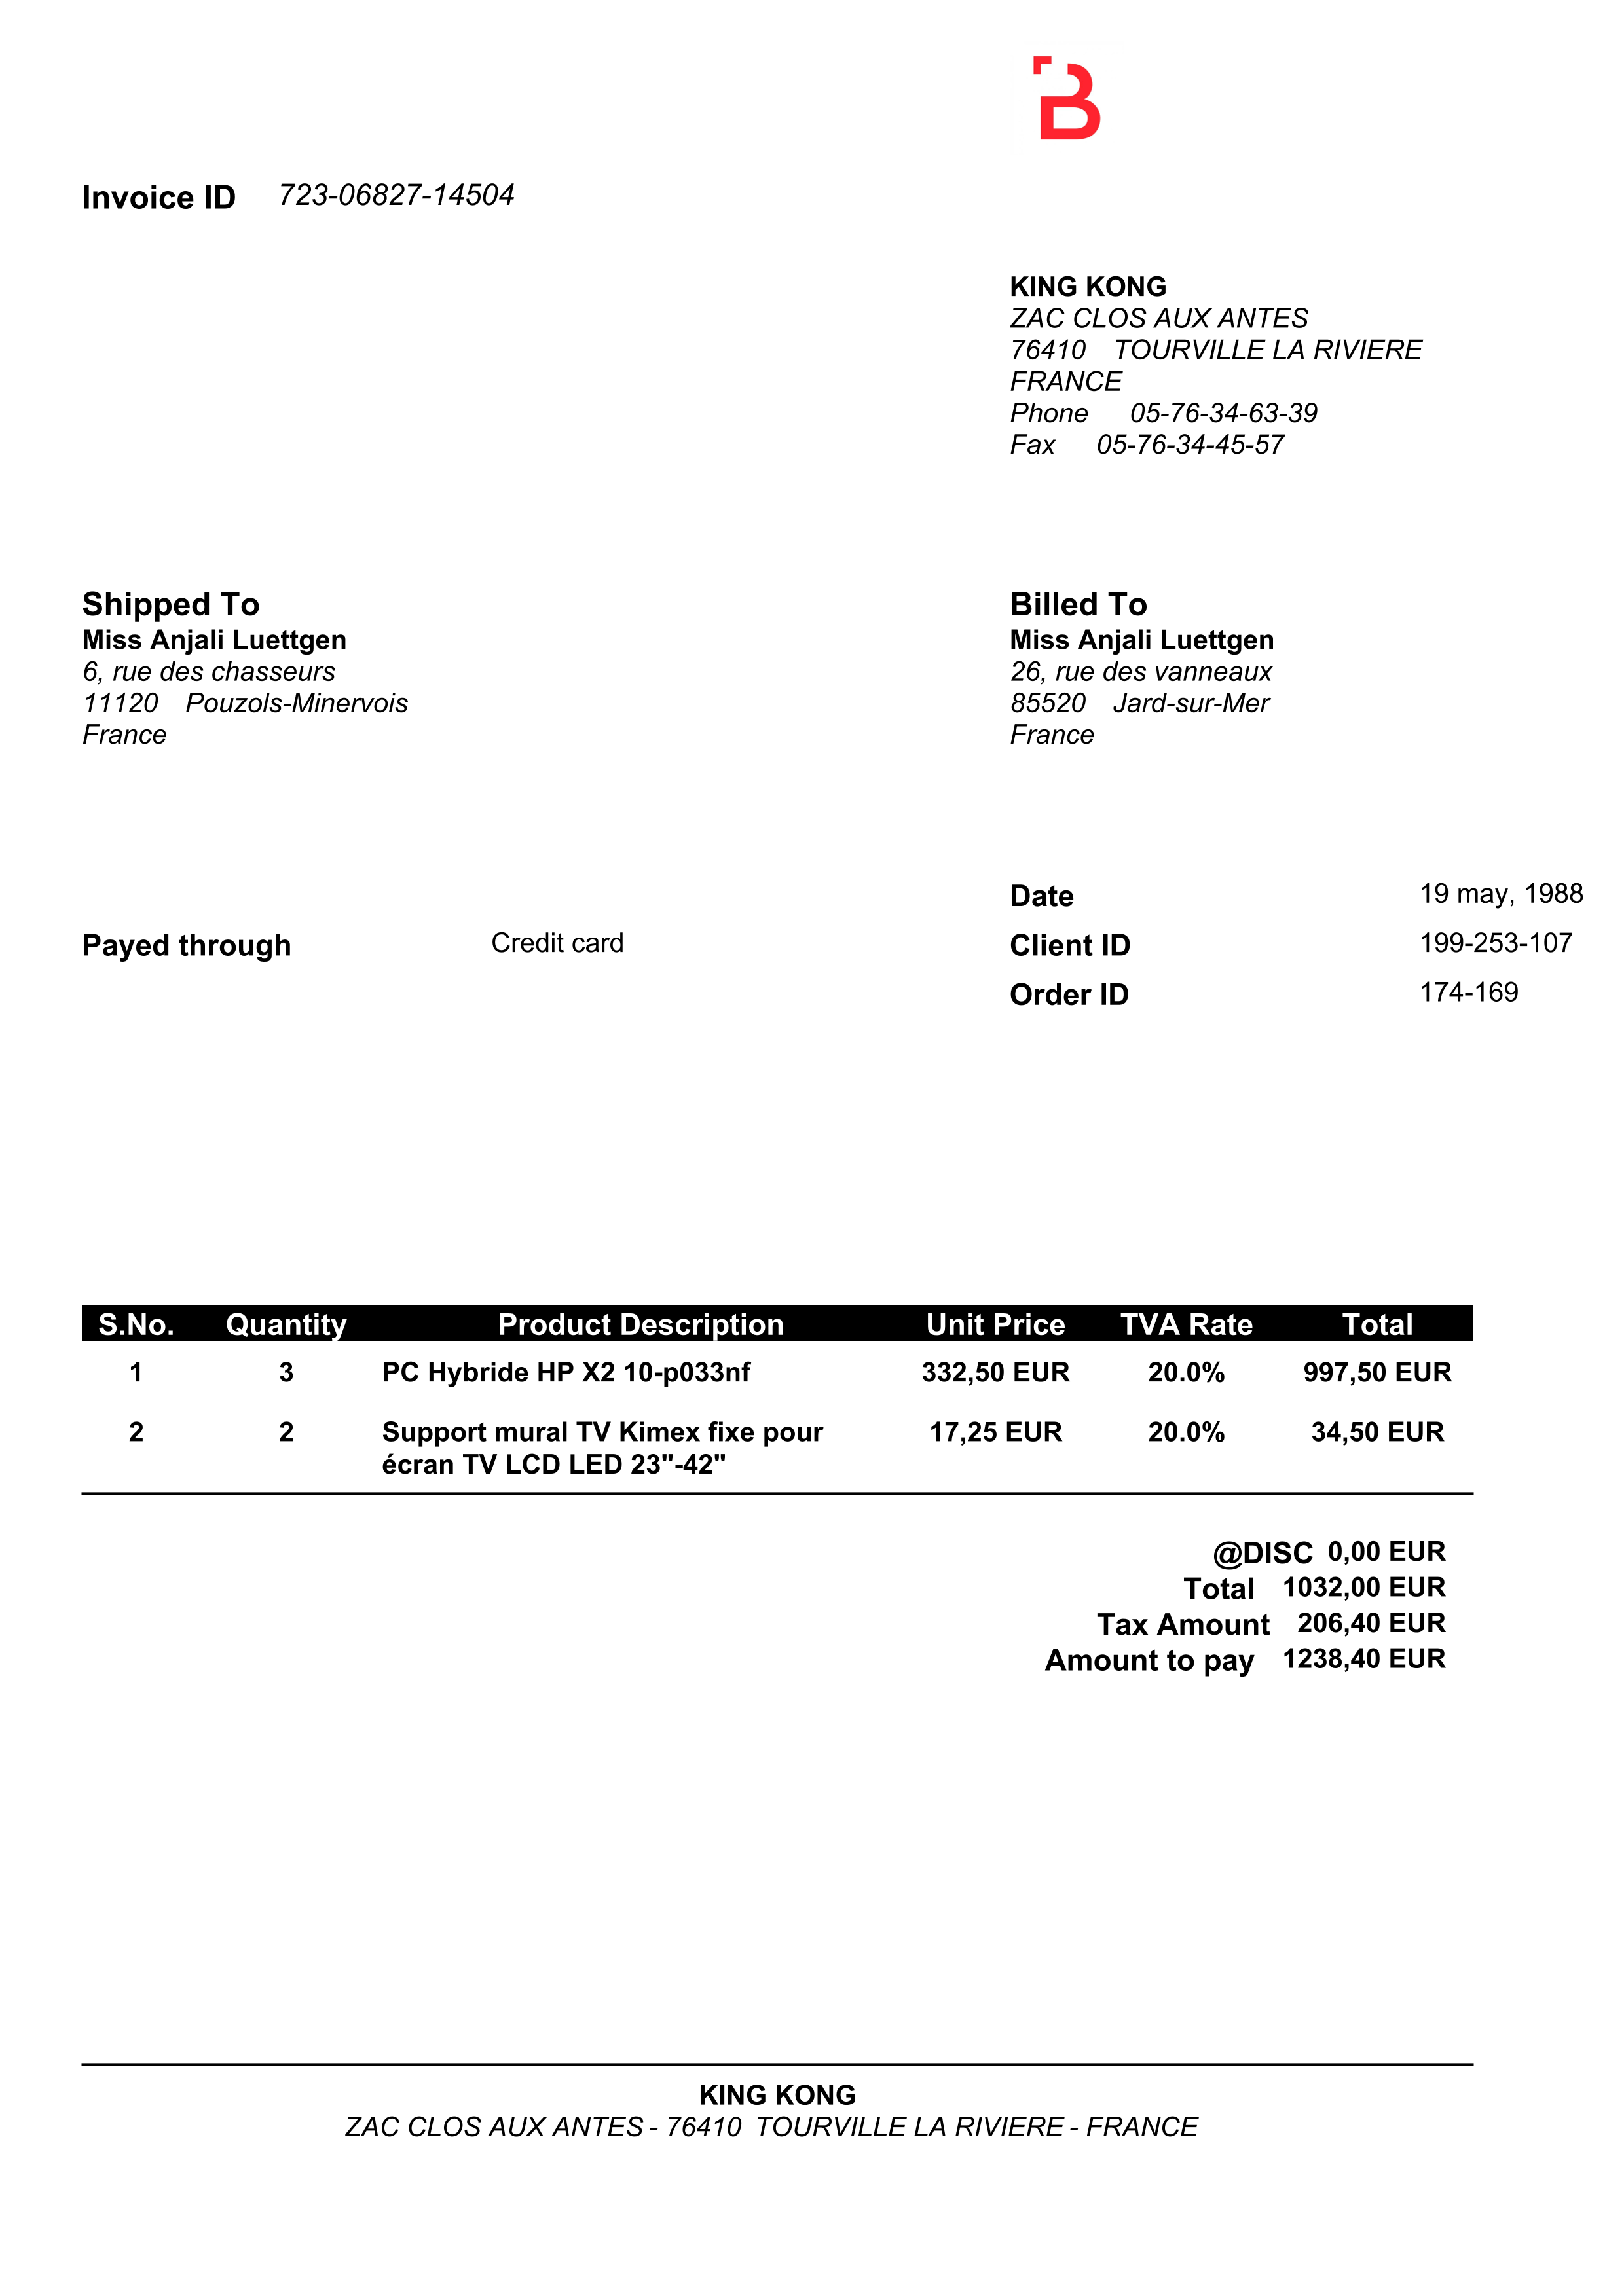 B
Invoice ID 723-06827-14504
KING KONG
ZAC CLOS AUX ANTES
76410 TOURVILLE LA RIVIERE
FRANCE
Phone 05-76-34-63-39
Fax 05-76-34-45-57
Shipped To
Miss Anjali Luettgen
6, rue des chasseurs
11120 Pouzols-Minervois
France
Billed To
Miss Anjali Luettgen
26, rue des vanneaux
85520 Jard-sur-Mer
France
Date 19 may, 1988
Payed through Credit card
Client ID 199-253-107
Order ID 174-169
S.No. Quantity Product Description Unit Price TVA Rate Total
1 3 PC Hybride HP X2 10-p033nf 332,50 EUR 20.0% 997,50 EUR
2 2 Support mural TV Kimex fixe pour 17,25 EUR 20.0% 34,50 EUR
écran TV LCD LED 23"-42"
@DISC 0,00 EUR
Total 1032,00 EUR
Tax Amount 206,40 EUR
Amount to pay 1238,40 EUR
KING KONG
ZAC CLOS AUX ANTES - 76410 TOURVILLE LA RIVIERE - FRANCE